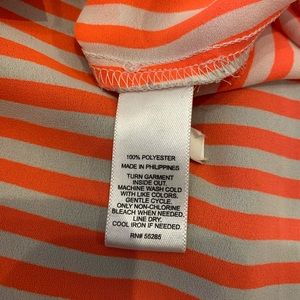 100% POLYESTER
MADE IN PHILIPPINES
TURN GARMENT
INSIDE OUT.
MACHINE WASH COLD
WITH LIKE COLORS.
GENTLE CYCLE.
ONLY NON-CHLORINE
BLEACH WHEN NEEDED.
LINE DRY.
COOL IRON IF NEEDED.
RN# 56285